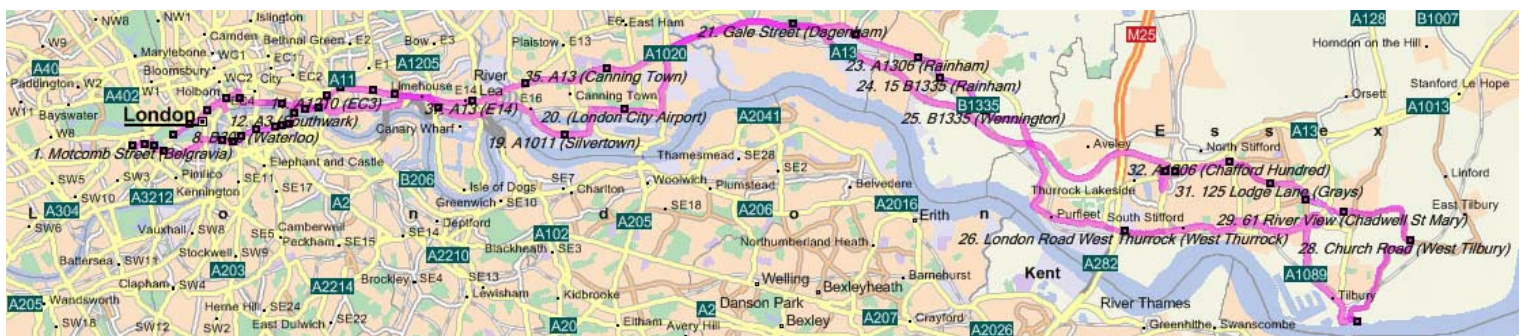 NW8 NW1 Islington E6 East Ham A128 B1007
W9 Camden Bethnal Green E2 Bow E3 Plaistow E13 M25
Marylebone WC1 EC1 A1020 21. Gale Street (Dagenham) Horndon on the Hill
A40 Bloomsbury City A11 E1 A1205 A13
Paddington W2 W1 WC2 EC2 Limehouse River 35. A13 (Canning Town) 23. A1306 (Rainham) Stanford Le Hope
A402 Holborn E14 Lea Canning Town 24. 15 B1335 (Rainham) Orsett
W11 Bayswater London E16 B1335 A1013
W8 12. A3 (Southwark) (E14) 20. (London City Airport) A2041 25. B1335 (Wennington) E s s e x A13
Canary Wharf 19. A1011 (Silvertown) Aveley North Stifford
1. Motcomb Street (Belgravia) (Waterloo) Elephant and Castle Thamesmead SE28 32. A1306 (Chafford Hundred)
SW5 SW3 Pimlico SE11 B206 Isle of Dogs SE7 Woolwich Plumstead SE2 Belvedere Thurrock Lakeside 31. 125 Lodge Lane (Grays) Linford
SW10 A3212 Kennington SE17 Greenwich SE10 Charlton East Tilbury
L A304 o A2 n d SE18 A206 o A2016 Erith n Purfleet South Stifford 29. 61 River View (Chadwell St Mary)
SW6 Vauxhall SW8 SE5 Camberwell SE14 Deptford A205 26. London Road West Thurrock (West Thurrock)
Stockwell SW9 Peckham SE15 A102 Blackheath SE3 Northumberland Heath 28. Church Road (West Tilbury)
Battersea SW11 A203 A2210 A282
Clapham SW4 A2214 Brockley SE4 SE13 Welling Barnehurst Kent A1089
A205 Wandsworth Herne Hill SE24 Lewisham Kidbrooke Danson Park Bexleyheath River Thames Tilbury
SW18 SW12 SW2 East Dulwich SE22 A20 Eltham Avery Hill A2 Bexley A207 Crayford A2026 Greenhithe Swanscombe